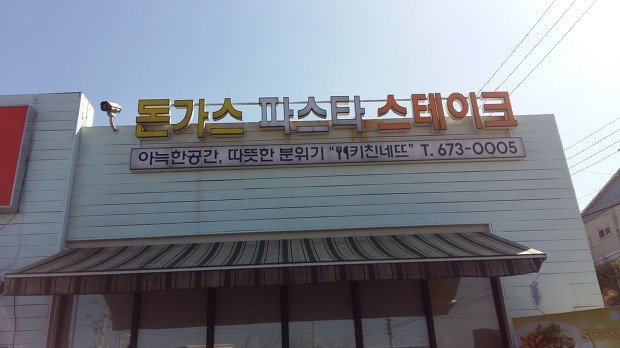 돈가스 파스타 스테이크
아늑한공간, 따뜻한 분위기 "키친네뜨" T. 673-0005
STEAK